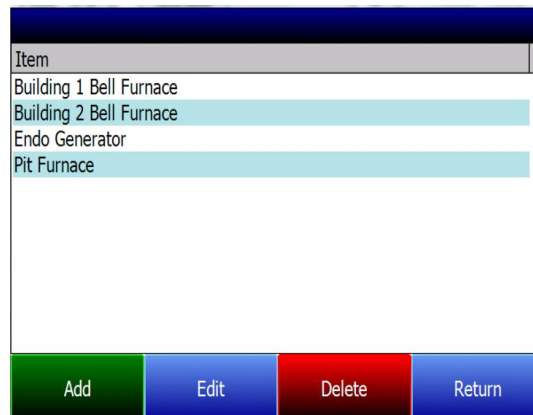 Item
Building 1 Bell Furnace
Building 2 Bell Furnace
Endo Generator
Pit Furnace
Add Edit Delete Return